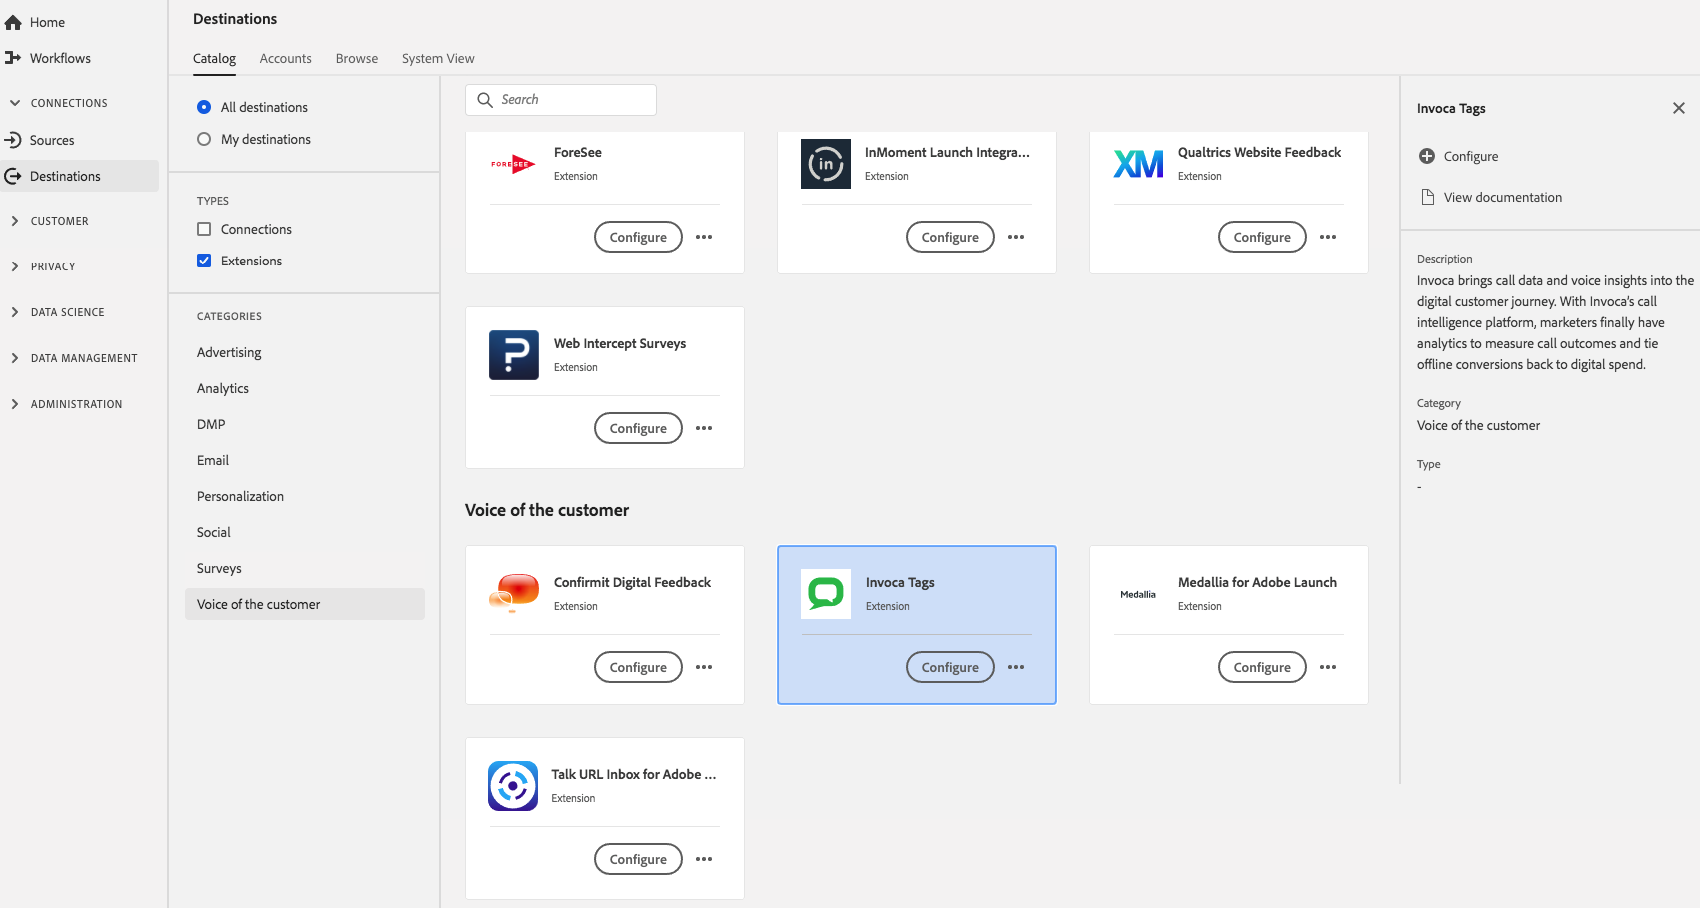 Home
Workflows
CONNECTIONS
Sources
Destinations
CUSTOMER
PRIVACY
DATA SCIENCE
DATA MANAGEMENT
ADMINISTRATION
Destinations
Catalog Accounts Browse System View
All destinations
My destinations
TYPES
Connections
Extensions
CATEGORIES
Advertising
Analytics
DMP
Email
Personalization
Social
Surveys
Voice of the customer
Search
FORESEE
ForeSee
Extension
Configure
in
InMoment Launch Integra...
Extension
Configure
XM
Qualtrics Website Feedback
Extension
Configure
Web Intercept Surveys
Extension
Configure
Voice of the customer
Confirmit Digital Feedback
Extension
Configure
Invoca Tags
Extension
Configure
Medallia
Medallia for Adobe Launch
Extension
Configure
Talk URL Inbox for Adobe ...
Extension
Configure
Invoca Tags
Configure
View documentation
Description
Invoca brings call data and voice insights into the
digital customer journey. With Invoca’s call
intelligence platform, marketers finally have
analytics to measure call outcomes and tie
offline conversions back to digital spend.
Category
Voice of the customer
Type
-